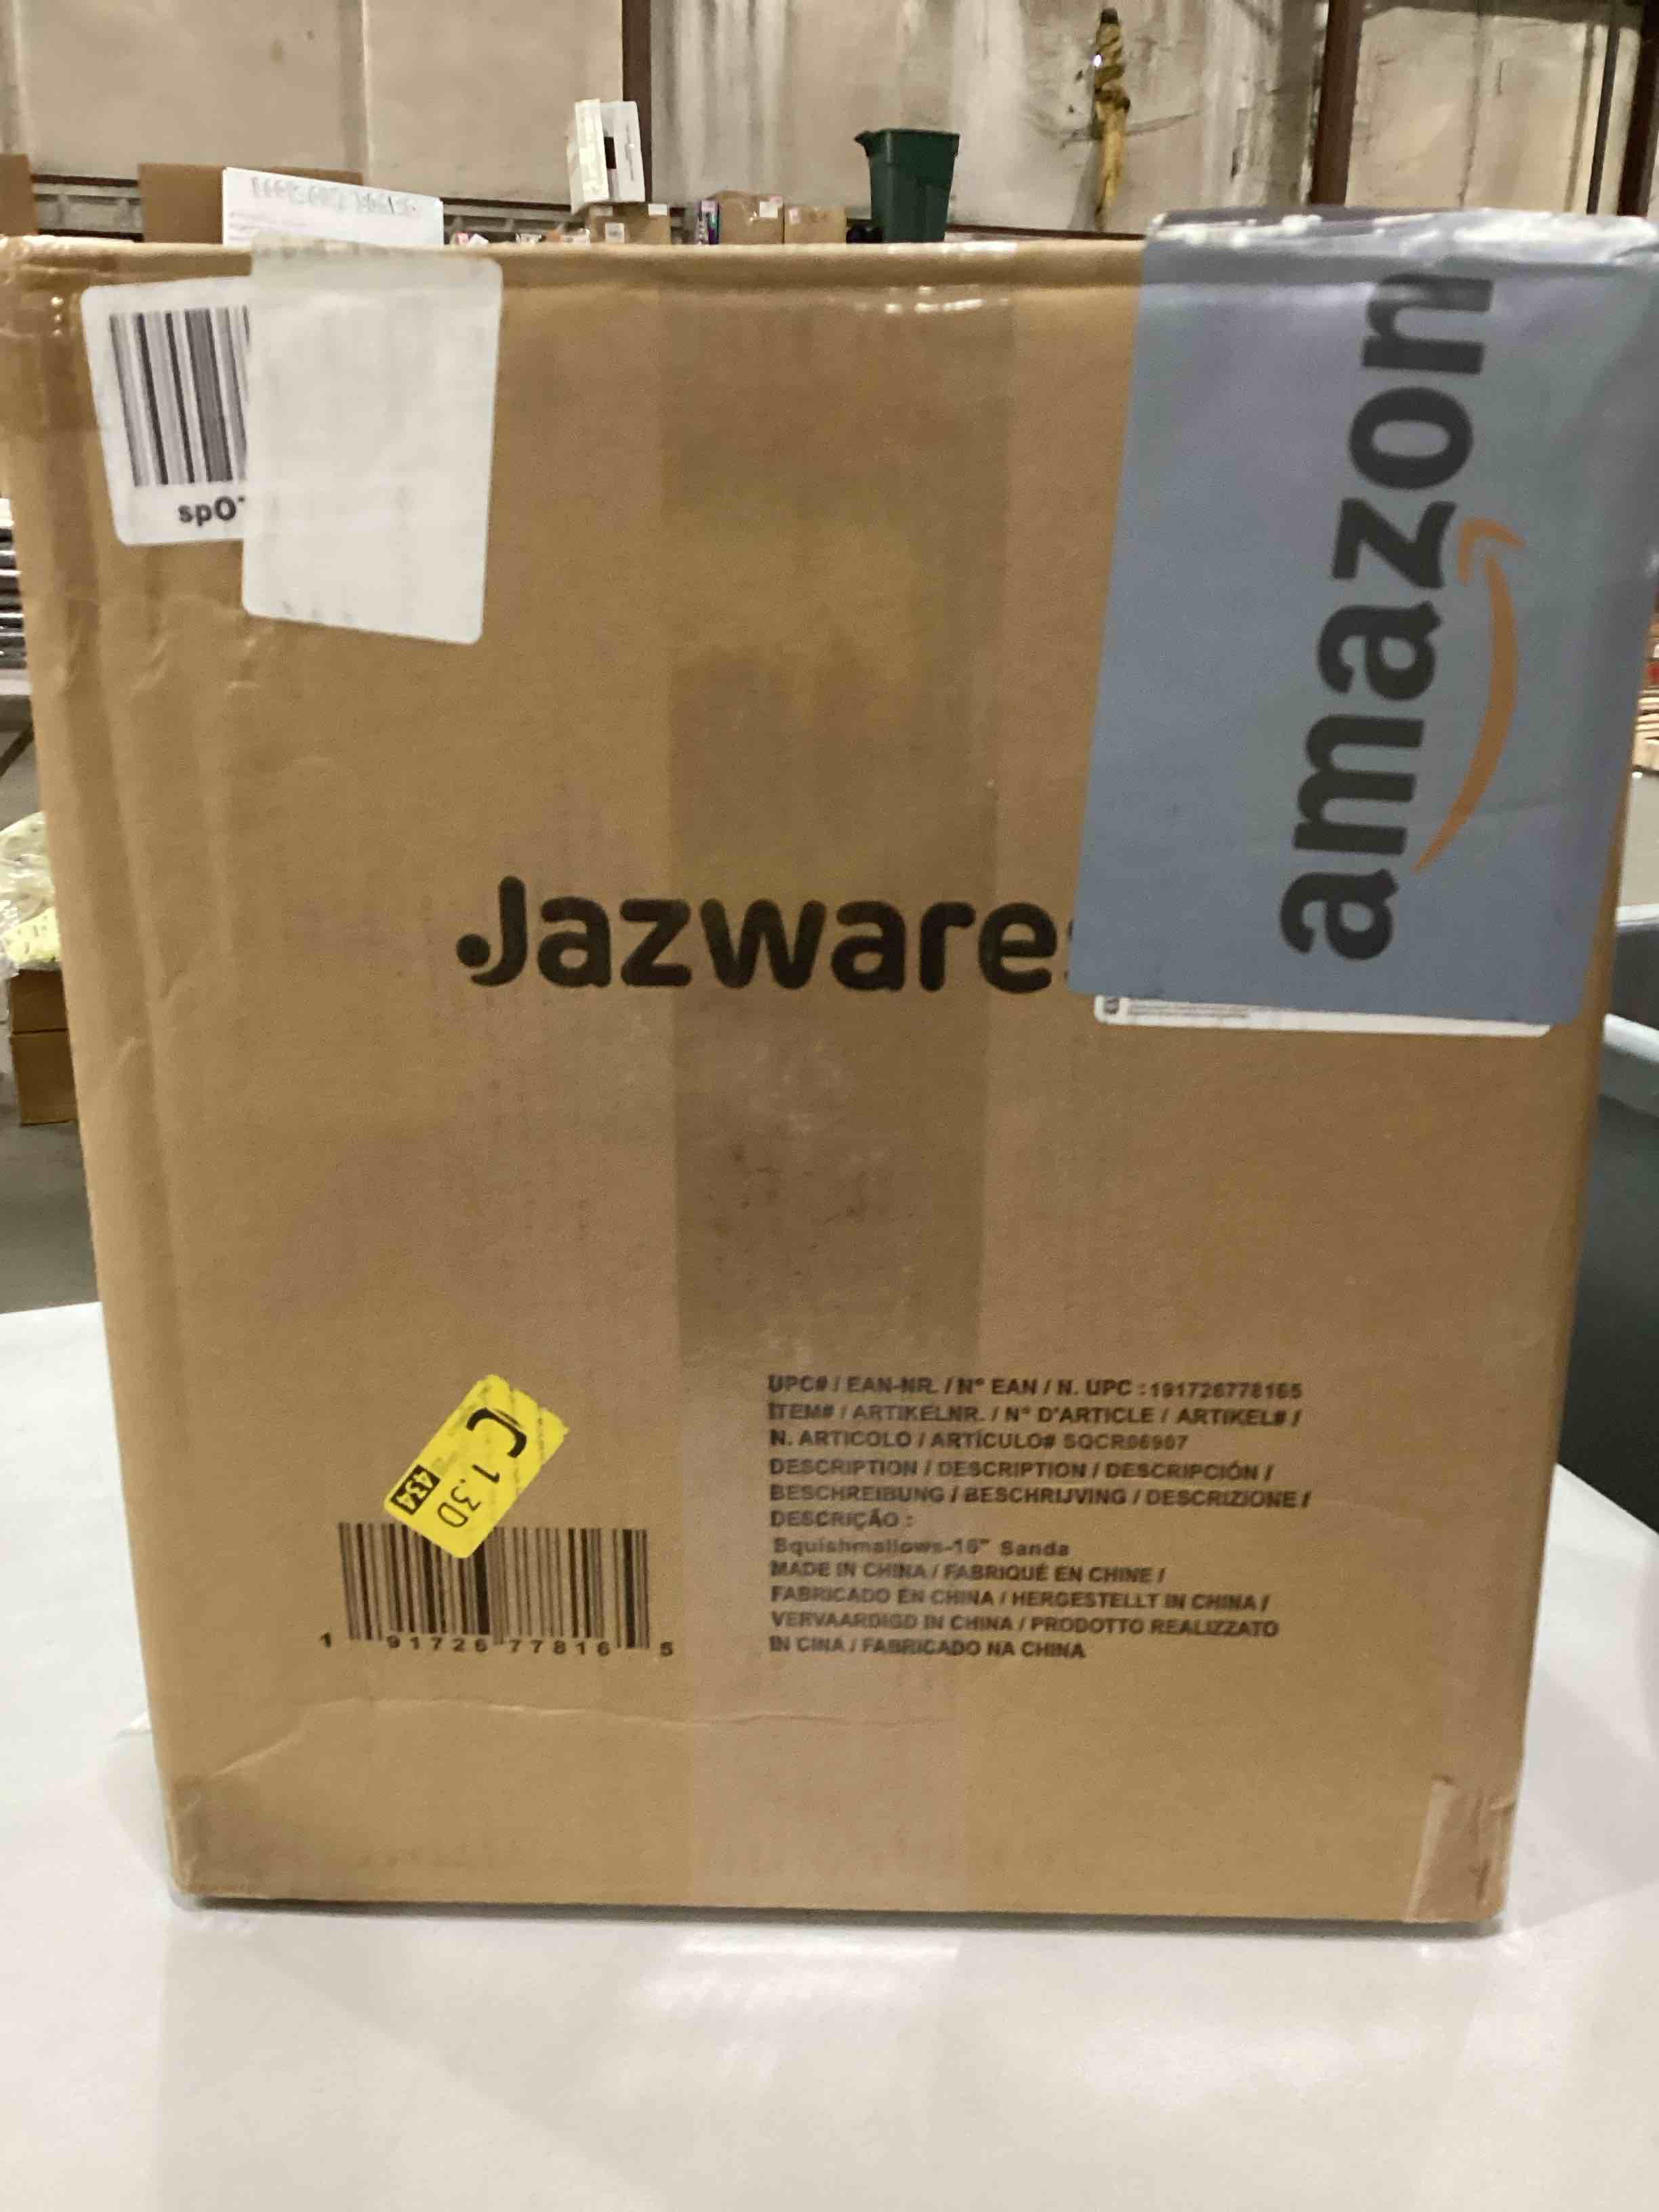 spO
amazon
Jazware
C 1.30
434
1 91726 77816 5
UPC# / EAN-NR. / N° EAN / N. UPC : 191726778165
ITEM# / ARTIKELNR. / N° D'ARTICLE / ARTIKEL# /
N. ARTICOLO / ARTÍCULO# SQCR06907
DESCRIPTION / DESCRIPTION / DESCRIPCIÓN /
BESCHREIBUNG / BESCHRIJVING / DESCRIZIONE /
DESCRIÇÃO :
Squishmallows-16" Sanda
MADE IN CHINA / FABRIQUÉ EN CHINE /
FABRICADO EN CHINA / HERGESTELLT IN CHINA /
VERVAARDIGD IN CHINA / PRODOTTO REALIZZATO
IN CINA / FABRICADO NA CHINA